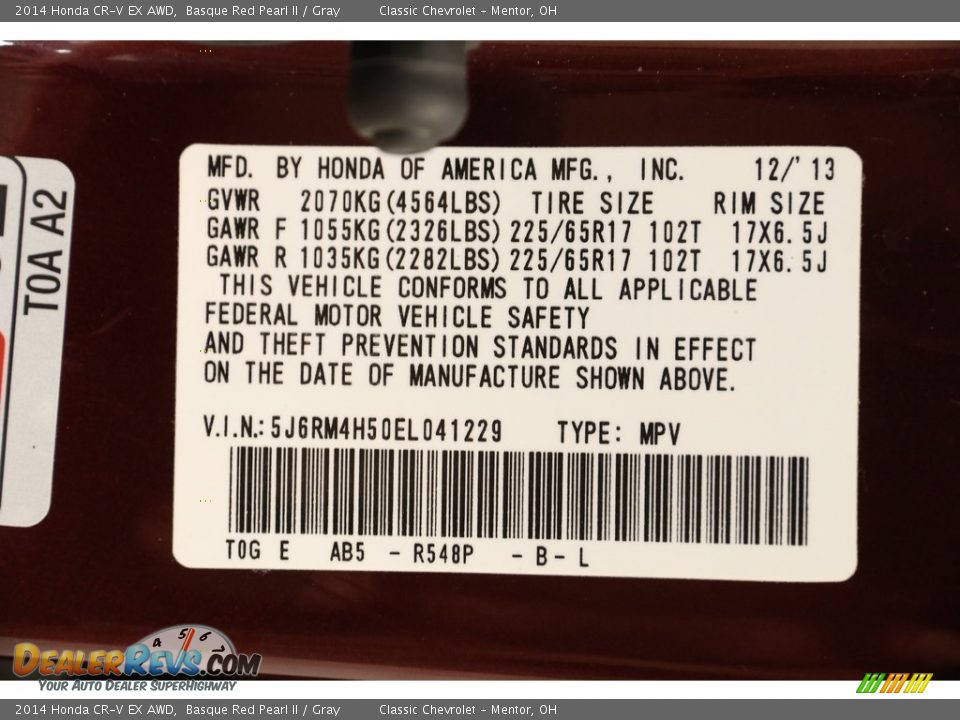 2014 Honda CR-V EX AWD, Basque Red Pearl II / Gray Classic Chevrolet - Mentor, OH
MFD. BY HONDA OF AMERICA MFG., INC. 12/'13
GVWR 2070KG(4564LBS) TIRE SIZE RIM SIZE
GAWR F 1055KG(2326LBS) 225/65R17 102T 17X6.5J
GAWR R 1035KG(2282LBS) 225/65R17 102T 17X6.5J
THIS VEHICLE CONFORMS TO ALL APPLICABLE
FEDERAL MOTOR VEHICLE SAFETY
AND THEFT PREVENTION STANDARDS IN EFFECT
ON THE DATE OF MANUFACTURE SHOWN ABOVE.
V.I.N.: 5J6RM4H50EL041229 TYPE: MPV
T0G E AB5 - R548P - B - L
T0A A2
4 5 6 7
DEALERREVS.COM
YOUR AUTO DEALER SUPERHIGHWAY
2014 Honda CR-V EX AWD, Basque Red Pearl II / Gray Classic Chevrolet - Mentor, OH